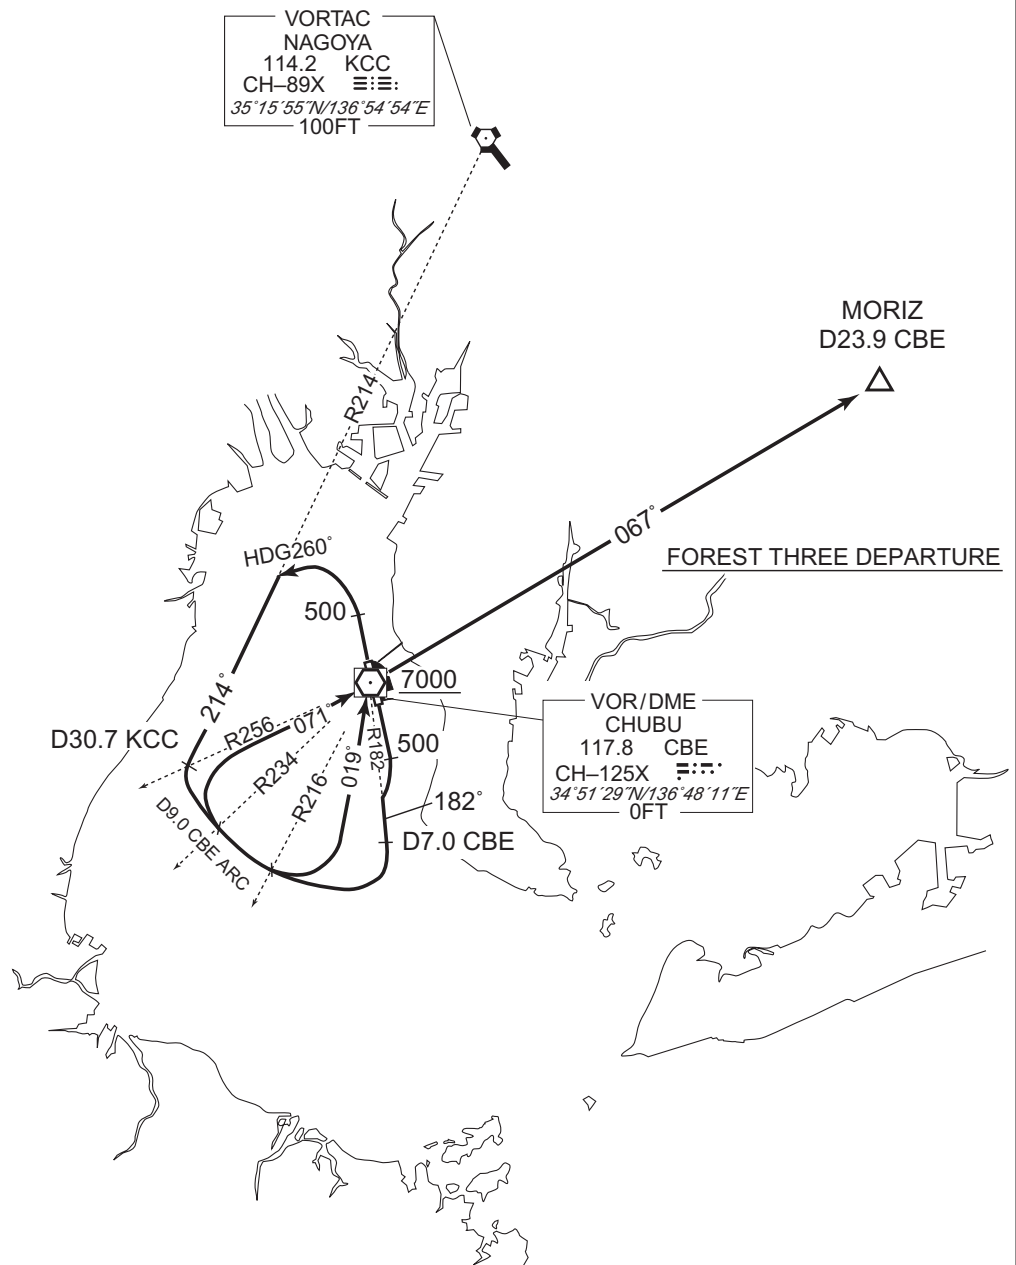 VORTAC
NAGOYA
114.2 KCC
CH–89X
35°15′55″N/136°54′54″E
100FT
MORIZ
D23.9 CBE
R214
067°
FOREST THREE DEPARTURE
HDG260°
500
7000
214°
D30.7 KCC
R256
071°
R234
R216
019°
R182
500
182°
D7.0 CBE
D9.0 CBE ARC
VOR/DME
CHUBU
117.8 CBE
CH–125X
34°51′29″N/136°48′11″E
0FT